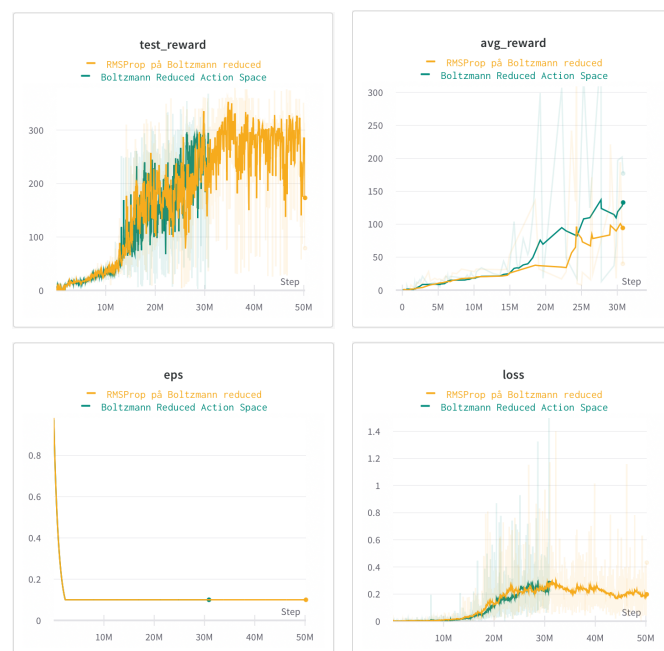 test_reward
RMSProp på Boltzmann reduced
Boltzmann Reduced Action Space
300
200
100
0
Step
10M 20M 30M 40M 50M
avg_reward
RMSProp på Boltzmann reduced
Boltzmann Reduced Action Space
300
250
200
150
100
50
0
Step
0 5M 10M 15M 20M 25M 30M
eps
RMSProp på Boltzmann reduced
Boltzmann Reduced Action Space
0.8
0.6
0.4
0.2
0
Step
10M 20M 30M 40M 50M
loss
RMSProp på Boltzmann reduced
Boltzmann Reduced Action Space
1.4
1.2
1
0.8
0.6
0.4
0.2
0
Step
10M 20M 30M 40M 50M